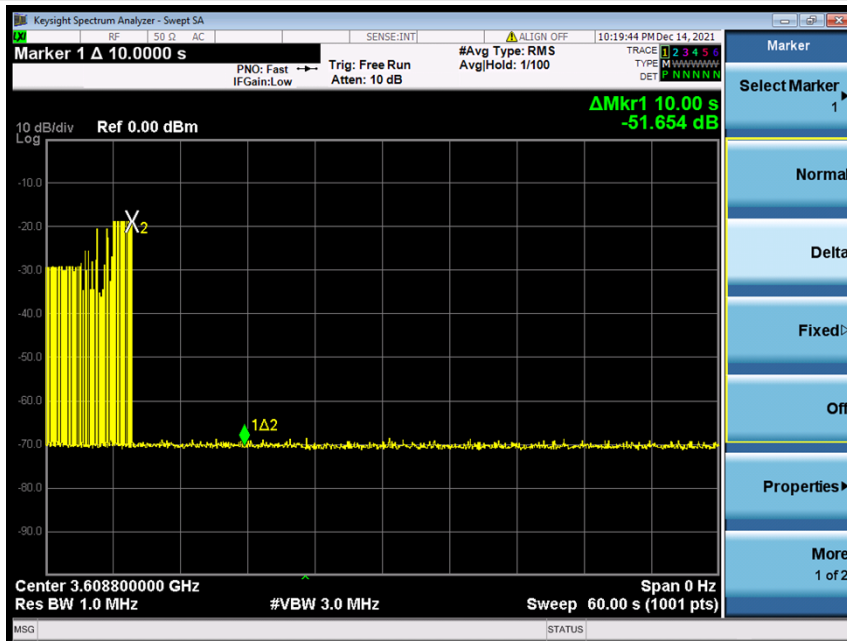 Keysight Spectrum Analyzer - Swept SA
LXI RF 50 Ω AC SENSE:INT ALIGN OFF 10:19:44 PM Dec 14, 2021
Marker 1 Δ 10.0000 s
PNO: Fast
IFGain:Low
Trig: Free Run
Atten: 10 dB
#Avg Type: RMS
Avg|Hold: 1/100
TRACE 1 2 3 4 5 6
TYPE M WWWWW
DET P N N N N N
ΔMkr1 10.00 s
-51.654 dB
10 dB/div Ref 0.00 dBm
Log
-10.0
-20.0
2
-30.0
-40.0
-50.0
-60.0
1Δ2
-70.0
-80.0
-90.0
Center 3.608800000 GHz Span 0 Hz
Res BW 1.0 MHz #VBW 3.0 MHz Sweep 60.00 s (1001 pts)
MSG STATUS
Marker
Select Marker
1
Normal
Delta
Fixed
Off
Properties
More
1 of 2